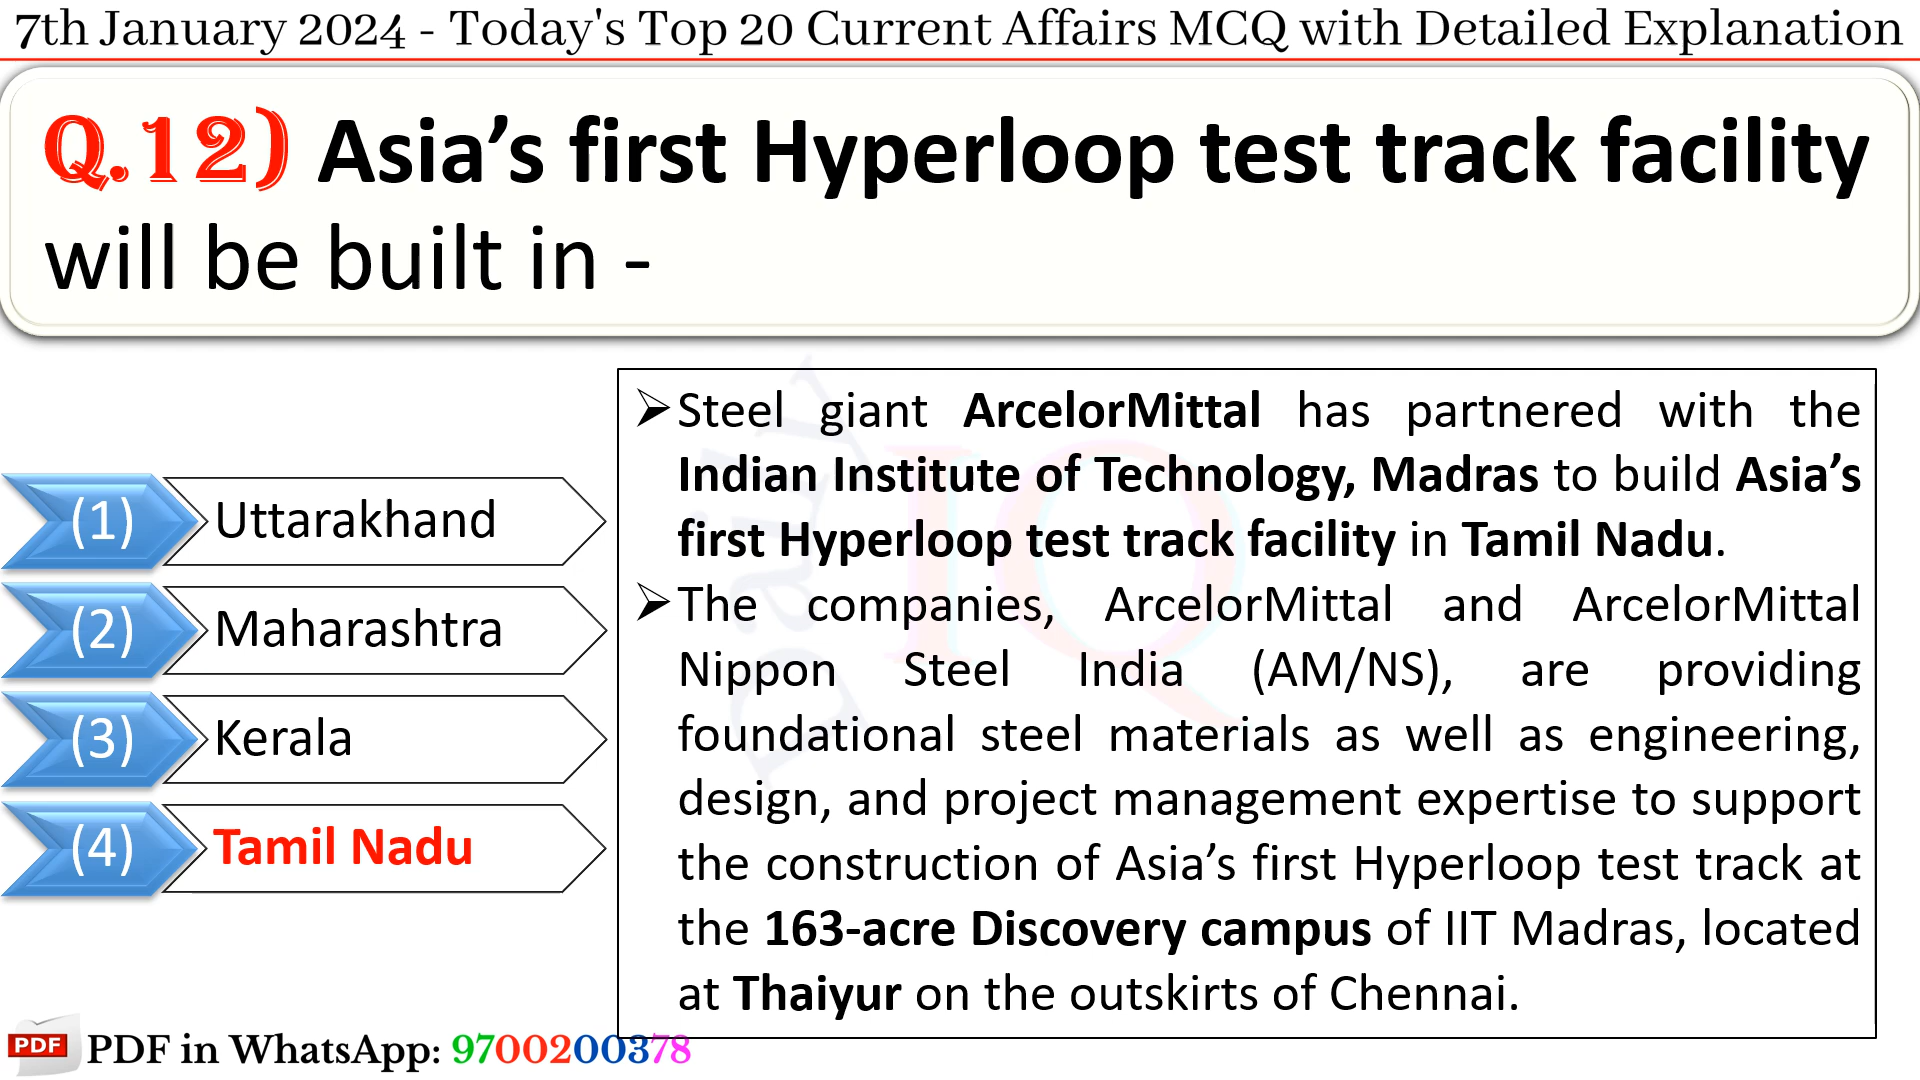 7th January 2024 - Today's Top 20 Current Affairs MCQ with Detailed Explanation
Q.12) Asia’s first Hyperloop test track facility
will be built in -
(1) Uttarakhand
(2) Maharashtra
(3) Kerala
(4) Tamil Nadu
➢Steel giant ArcelorMittal has partnered with the
Indian Institute of Technology, Madras to build Asia’s
first Hyperloop test track facility in Tamil Nadu.
➢The companies, ArcelorMittal and ArcelorMittal
Nippon Steel India (AM/NS), are providing
foundational steel materials as well as engineering,
design, and project management expertise to support
the construction of Asia’s first Hyperloop test track at
the 163-acre Discovery campus of IIT Madras, located
at Thaiyur on the outskirts of Chennai.
Daily
IQ
PDF
PDF in WhatsApp: 9700200378